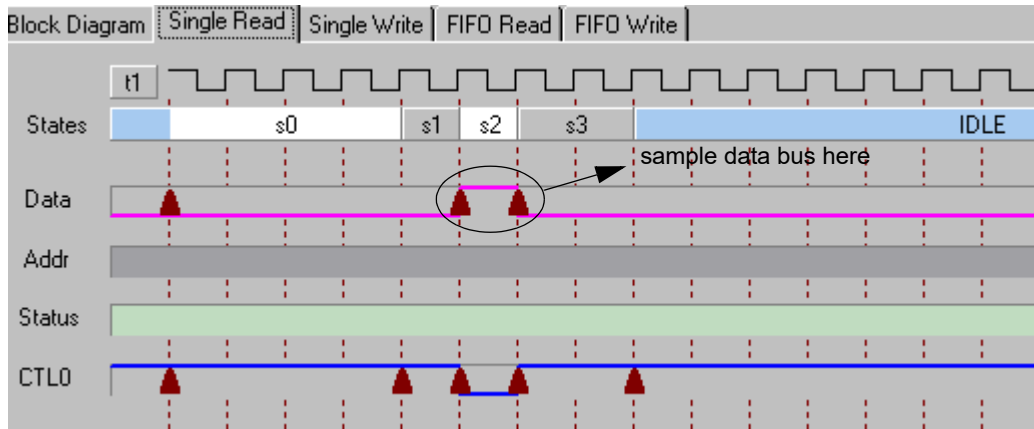 Block Diagram Single Read Single Write FIFO Read FIFO Write
t1
States s0 s1 s2 s3 IDLE
sample data bus here
Data
Addr
Status
CTL0